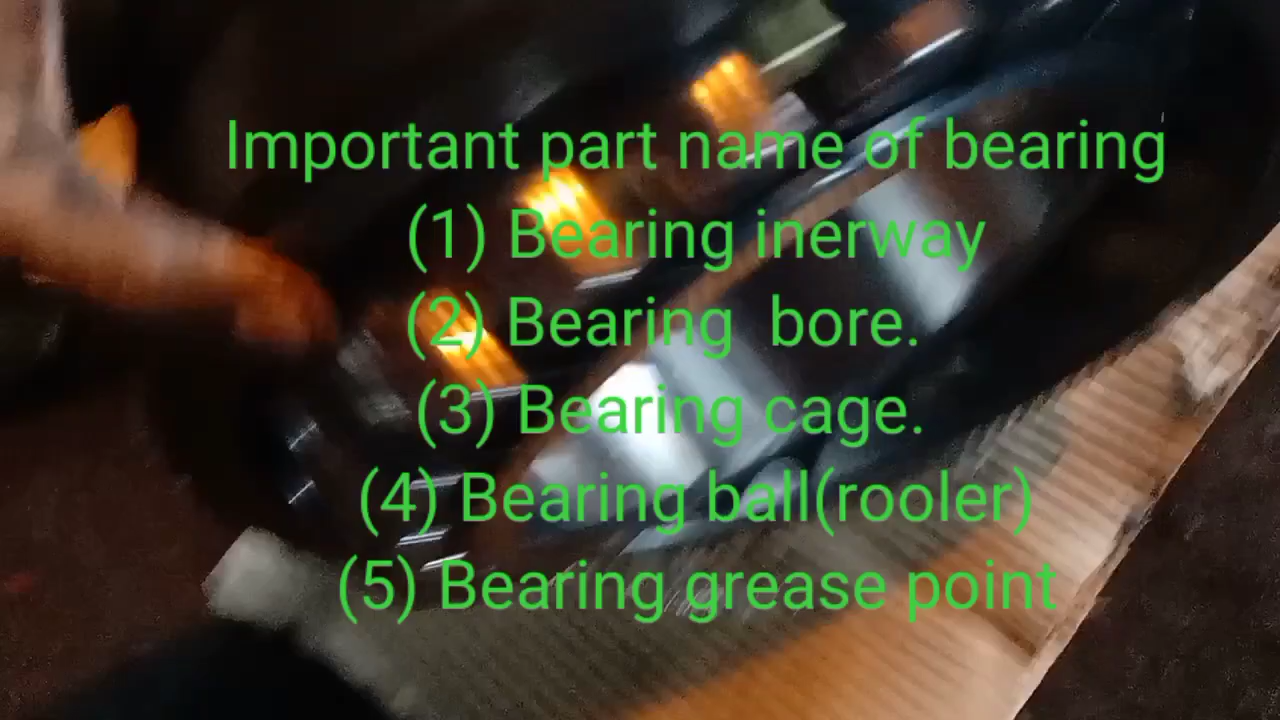 Important part name of bearing
(1) Bearing inerway
(2) Bearing  bore.
(3) Bearing cage.
(4) Bearing ball(rooler)
(5) Bearing grease point